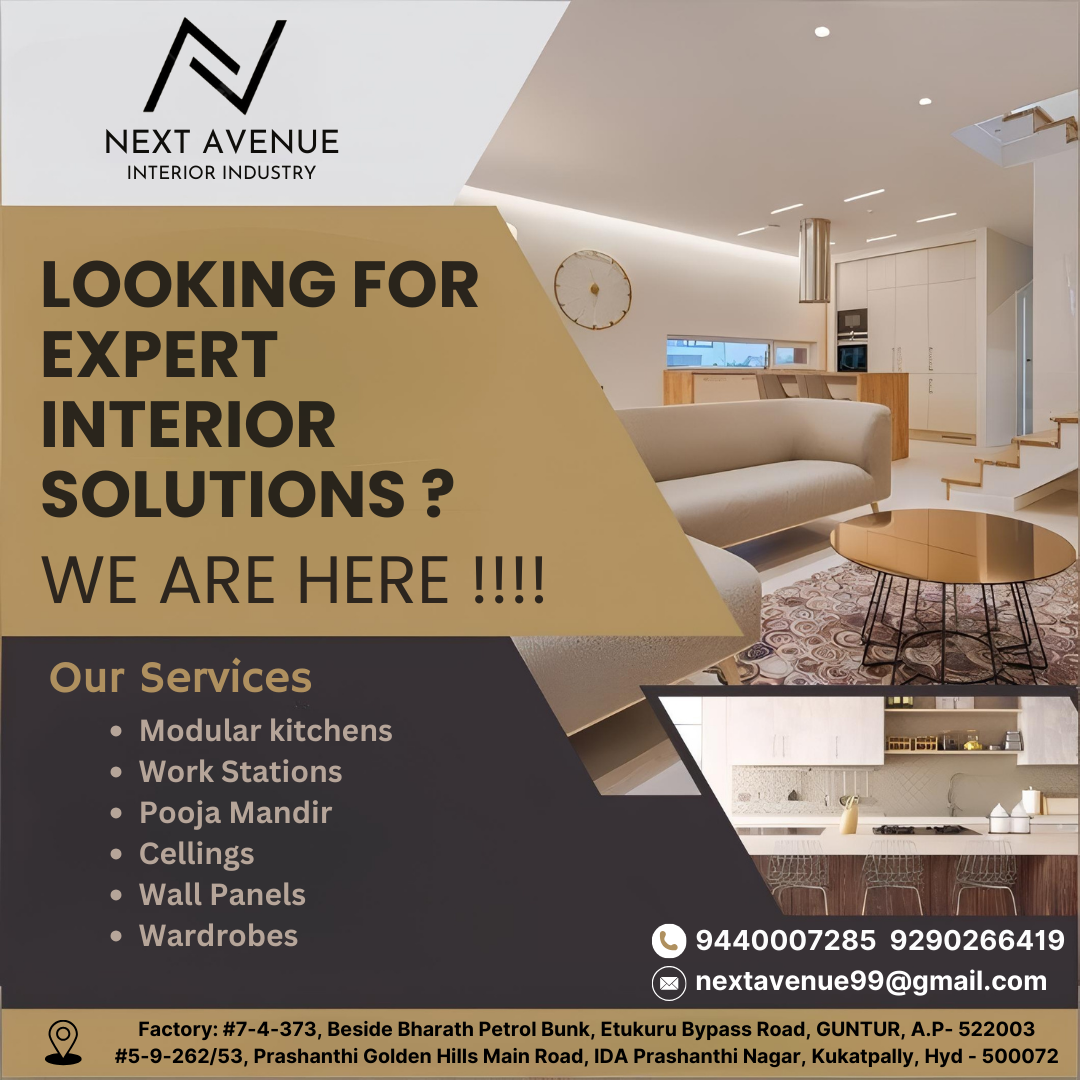 NEXT AVENUE
INTERIOR INDUSTRY
LOOKING FOR
EXPERT
INTERIOR
SOLUTIONS ?
WE ARE HERE !!!!
Our Services
• Modular kitchens
• Work Stations
• Pooja Mandir
• Cellings
• Wall Panels
• Wardrobes
9440007285 9290266419
nextavenue99@gmail.com
Factory: #7-4-373, Beside Bharath Petrol Bunk, Etukuru Bypass Road, GUNTUR, A.P- 522003
#5-9-262/53, Prashanthi Golden Hills Main Road, IDA Prashanthi Nagar, Kukatpally, Hyd - 500072